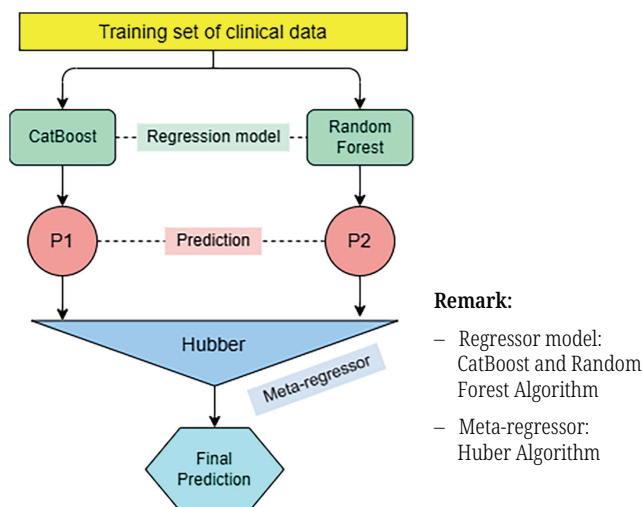 Training set of clinical data
CatBoost
Regression model
Random
Forest
P1
Prediction
P2
Hubber
Meta-regressor
Final
Prediction
Remark:
– Regressor model:
CatBoost and Random
Forest Algorithm
– Meta-regressor:
Huber Algorithm